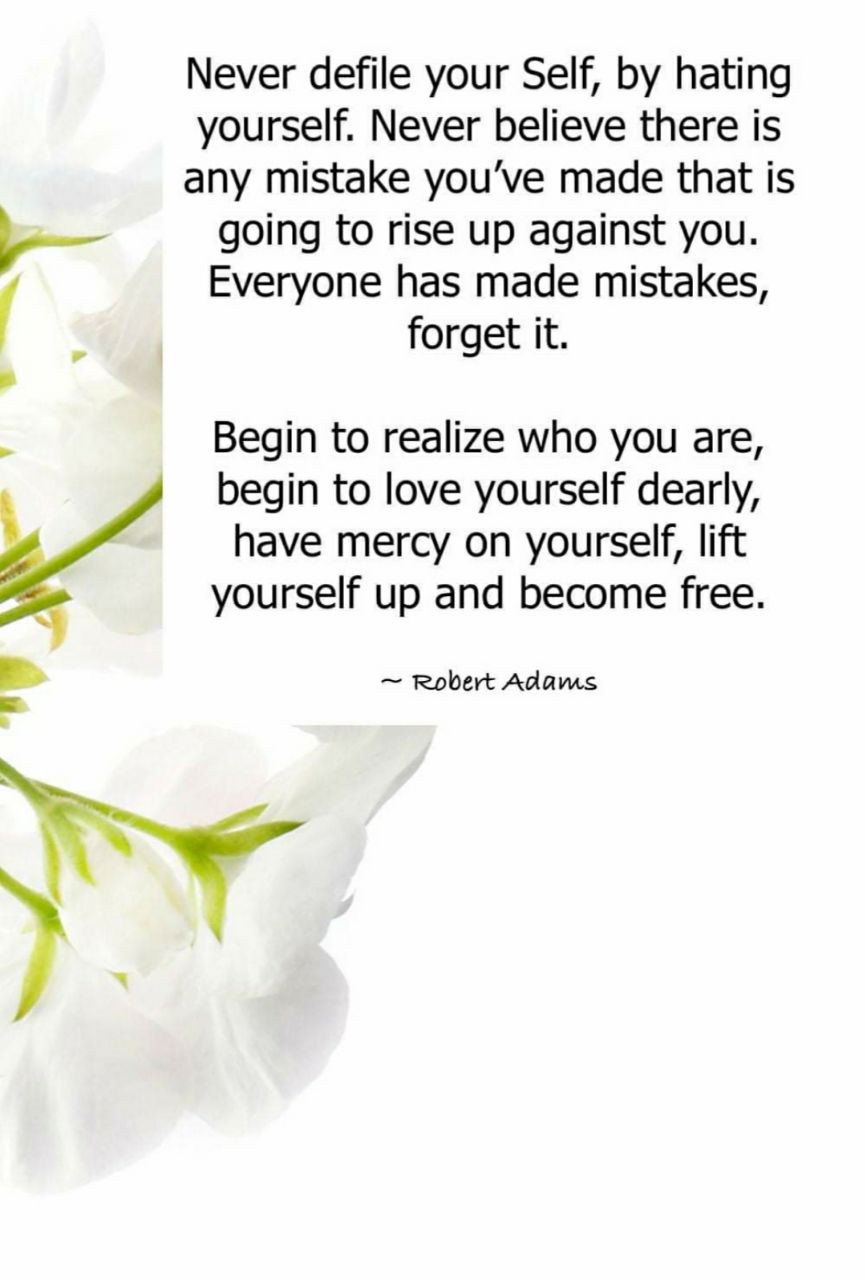 Never defile your Self, by hating
yourself. Never believe there is
any mistake you've made that is
going to rise up against you.
Everyone has made mistakes,
forget it.
Begin to realize who you are,
begin to love yourself dearly,
have mercy on yourself, lift
yourself up and become free.
~ Robert Adams